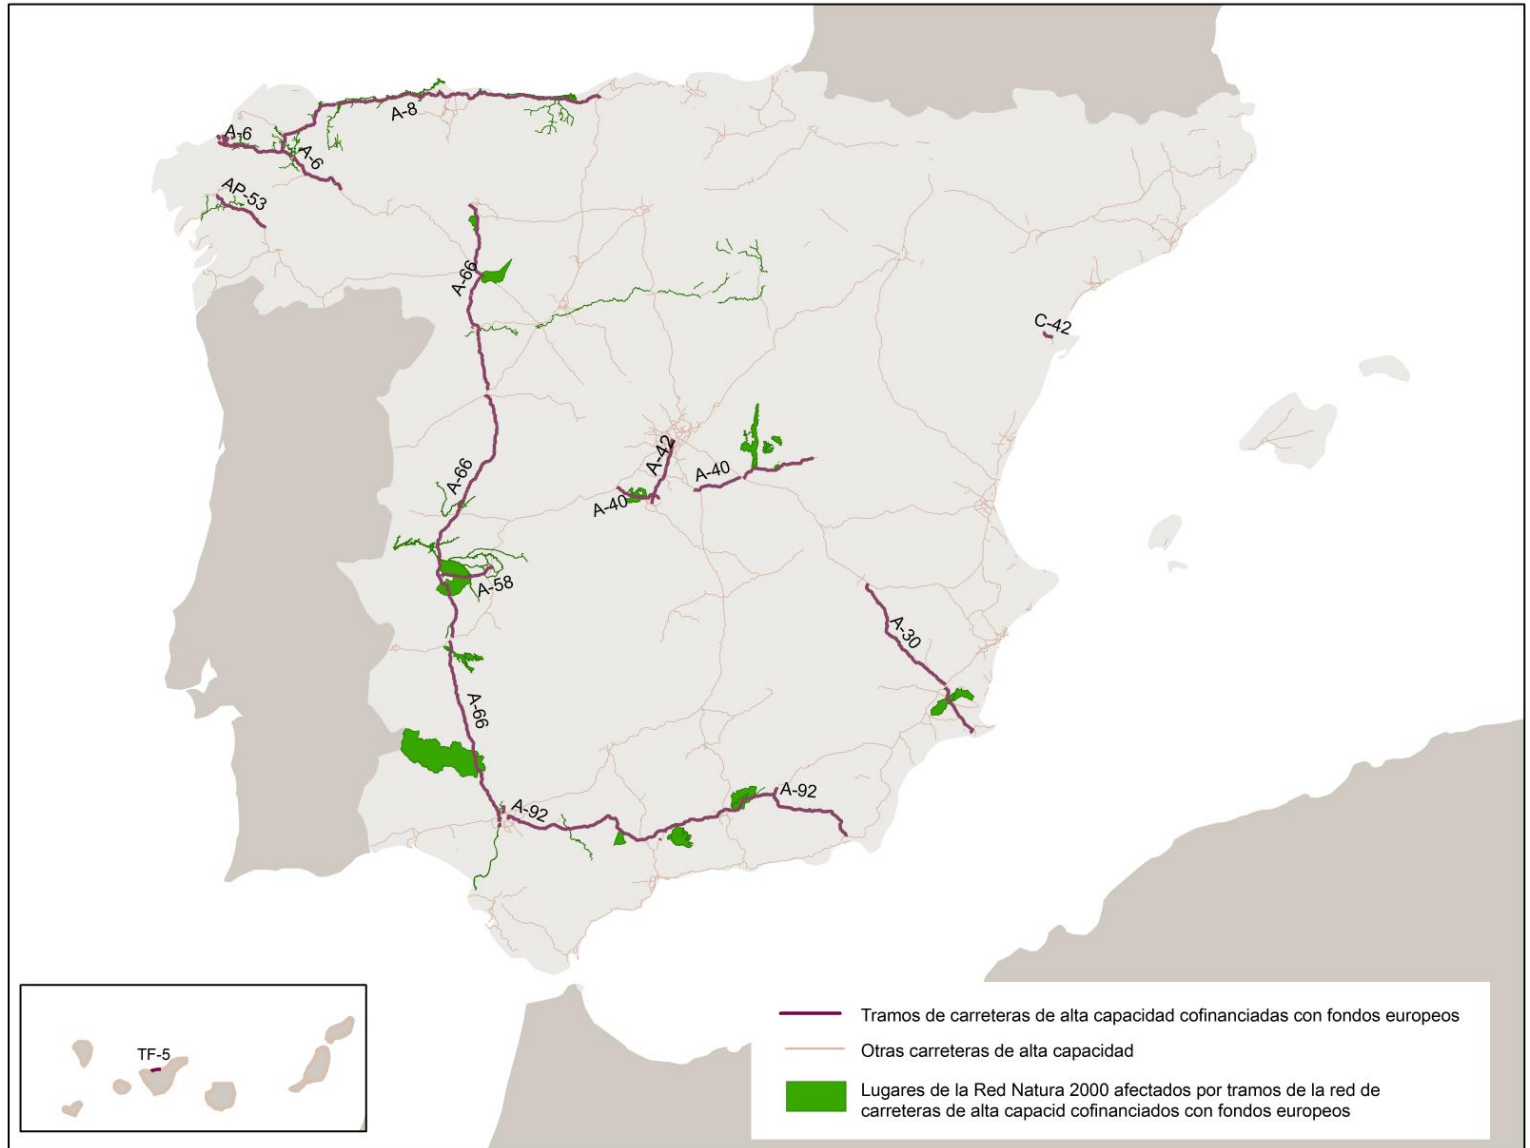 A-8
A-6
A-6
AP-53
A-66
C-42
A-42
A-66
A-40
A-40
A-58
A-30
A-66
A-92
A-92
TF-5
Tramos de carreteras de alta capacidad cofinanciadas con fondos europeos
Otras carreteras de alta capacidad
Lugares de la Red Natura 2000 afectados por tramos de la red de
carreteras de alta capacid cofinanciados con fondos europeos